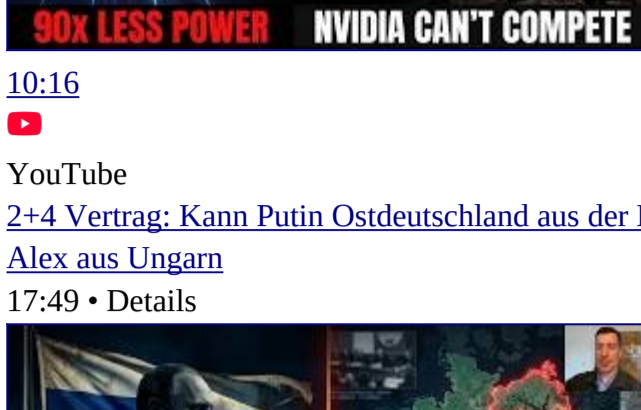 90x LESS POWER NVIDIA CAN'T COMPETE
10:16
YouTube
2+4 Vertrag: Kann Putin Ostdeutschland aus der
Alex aus Ungarn
17:49 • Details